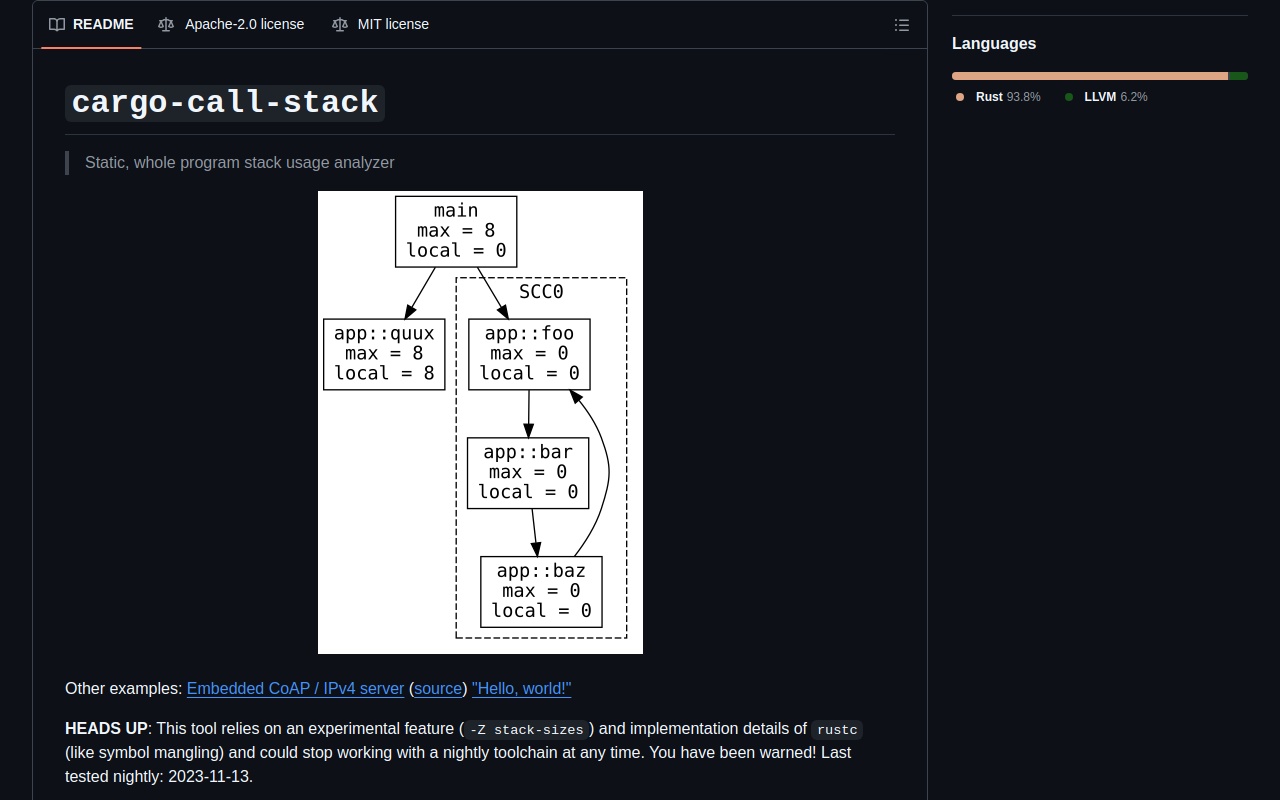 README
Apache-2.0 license
MIT license
Languages
Rust 93.8%
LLVM 6.2%
cargo-call-stack
Static, whole program stack usage analyzer
main
max = 8
local = 0
SCC0
app::quux
max = 8
local = 8
app::foo
max = 0
local = 0
app::bar
max = 0
local = 0
app::baz
max = 0
local = 0
Other examples: Embedded CoAP / IPv4 server (source) "Hello, world!"
HEADS UP: This tool relies on an experimental feature (-Z stack-sizes) and implementation details of rustc
(like symbol mangling) and could stop working with a nightly toolchain at any time. You have been warned! Last
tested nightly: 2023-11-13.